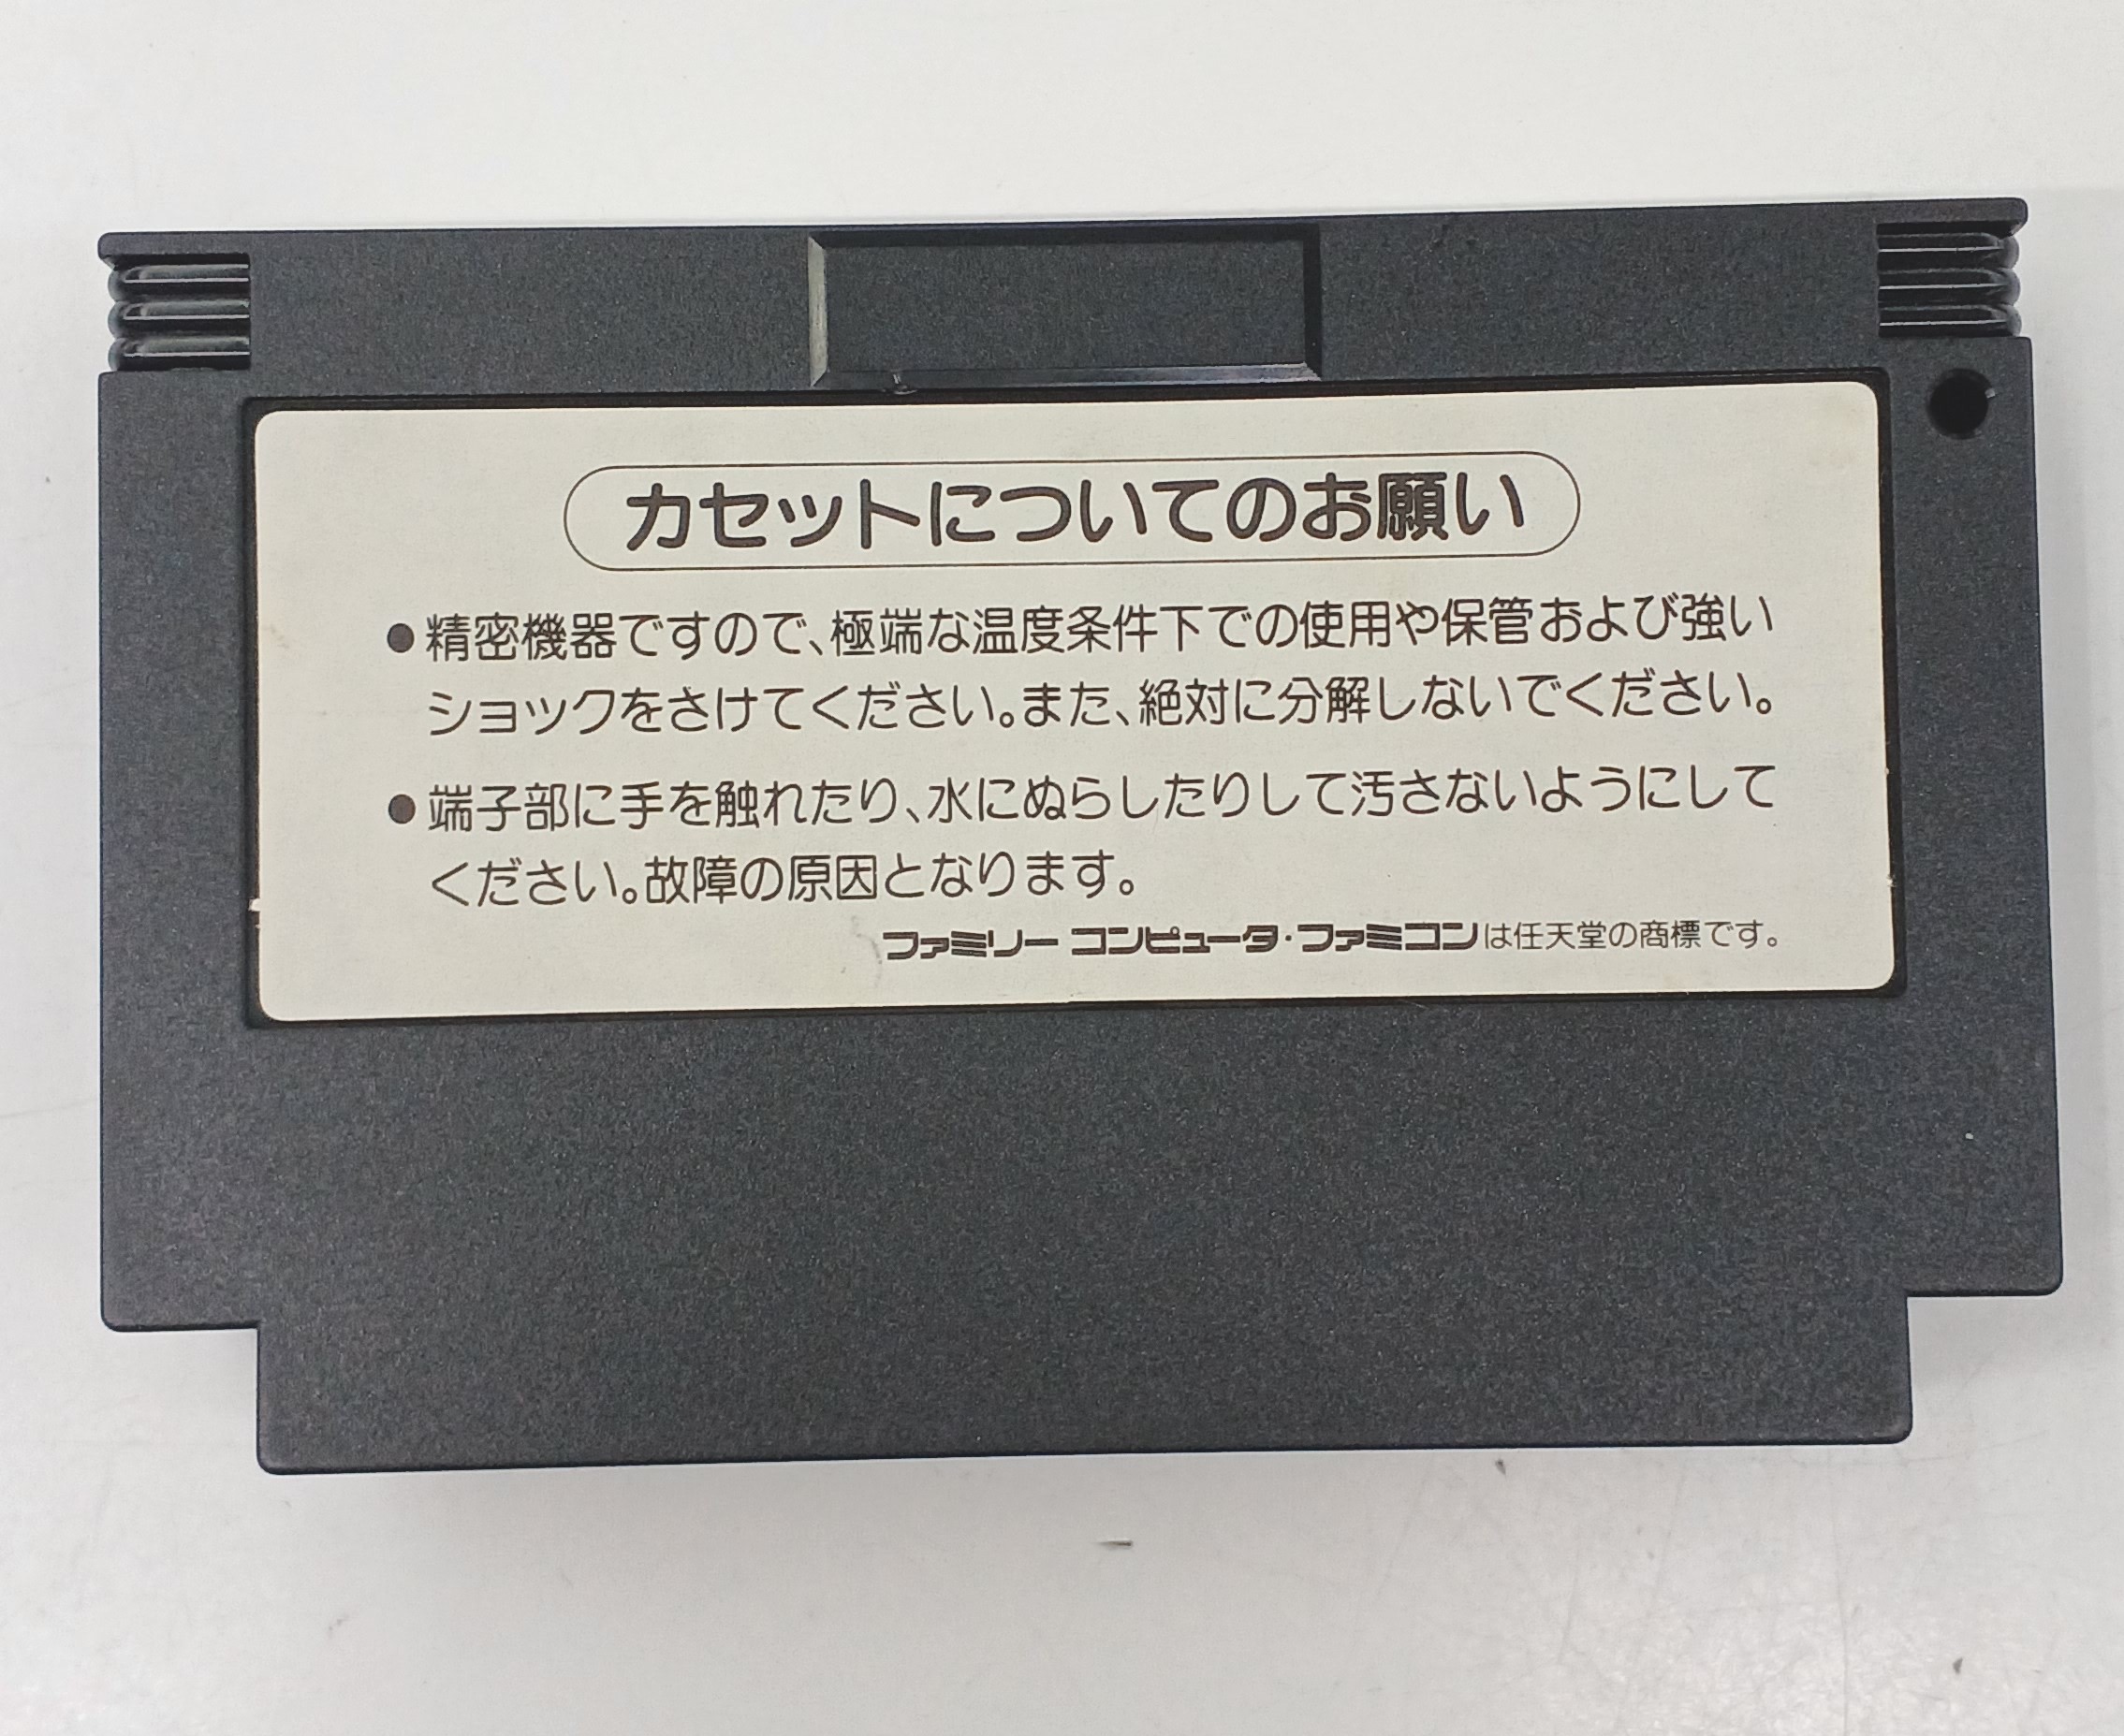 カセットについてのお願い
●精密機器ですので、極端な温度条件下での使用や保管および強い
ショックをさけてください。また、絶対に分解しないでください。
●端子部に手を触れたり、水にぬらしたりして汚さないようにして
ください。故障の原因となります。
ファミリー コンピュータ・ファミコンは任天堂の商標です。